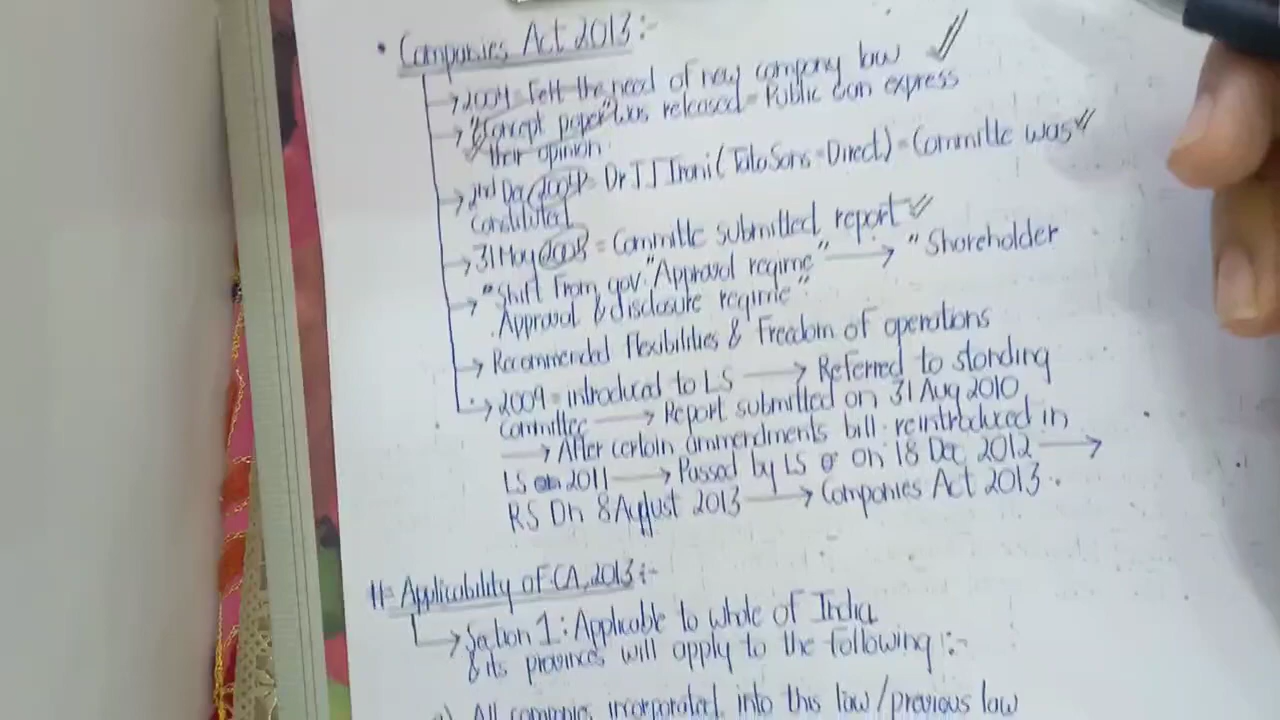 • Companies Act 2013:-
→ 2004 = Felt the need of new company law
→ "Concept paper" was released = Public can express
their opinion.
→ 2nd Dec 2004 = Dr JJ Irani (Tata Sons = Direct) = Committe was
constituted
→ 31 May 2005 = Committe submitted report
→ "Shift from gov. "Approval regime" → "Shareholder
Approval & disclosure regime"
→ Recommended flexibilities & Freedom of operations
→ 2009 = introduced to LS → Referred to standing
committee → Report submitted on 31 Aug 2010
→ After certain ammendments bill reintroduced in
LS on 2011 → Passed by LS on 18 Dec 2012 →
RS On 8 August 2013 → Companies Act 2013.
Applicability of CA, 2013:-
→ Section 1: Applicable to whole of India
& its provinces will apply to the following:-
a) All companies incorporated into this law/previous law